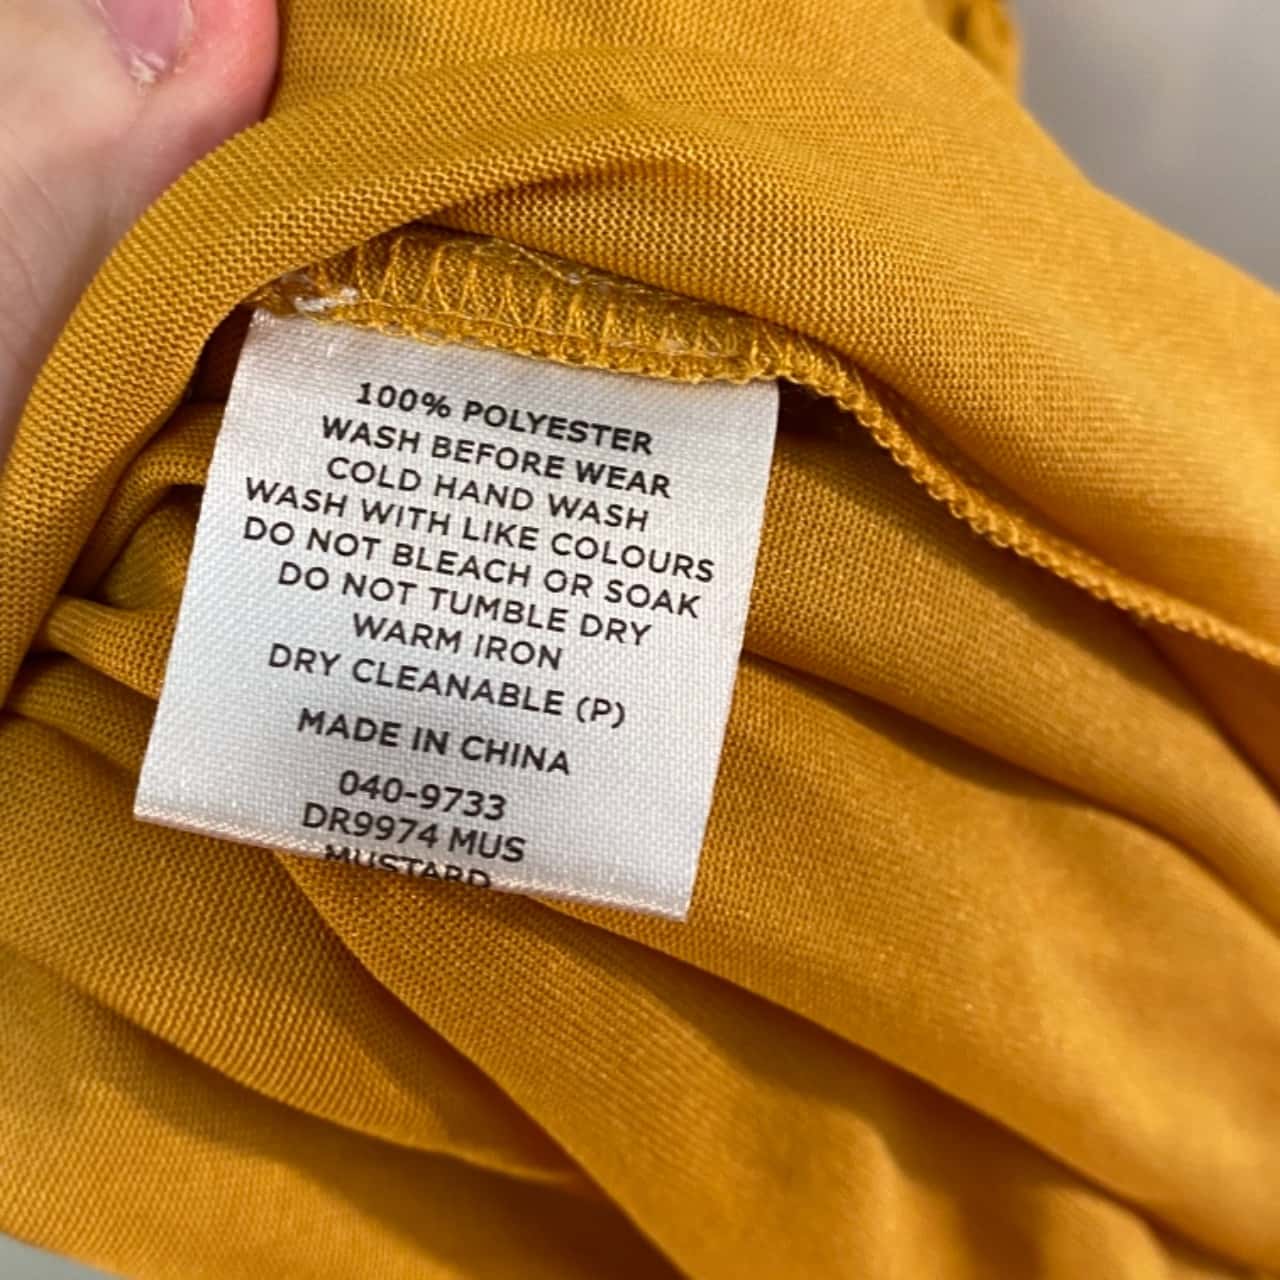 100% POLYESTER
WASH BEFORE WEAR
COLD HAND WASH
WASH WITH LIKE COLOURS
DO NOT BLEACH OR SOAK
DO NOT TUMBLE DRY
WARM IRON
DRY CLEANABLE (P)
MADE IN CHINA
040-9733
DR9974 MUS
MUSTARD